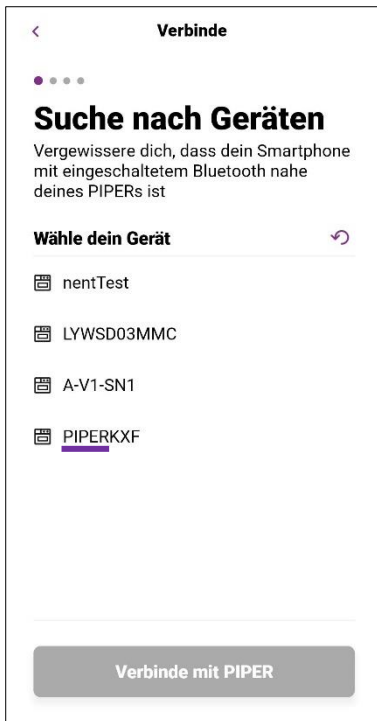 Verbinde
Suche nach Geräten
Vergewissere dich, dass dein Smartphone
mit eingeschaltetem Bluetooth nahe
deines PIPERs ist
Wähle dein Gerät
nentTest
LYWSD03MMC
A-V1-SN1
PIPERKXF
Verbinde mit PIPER